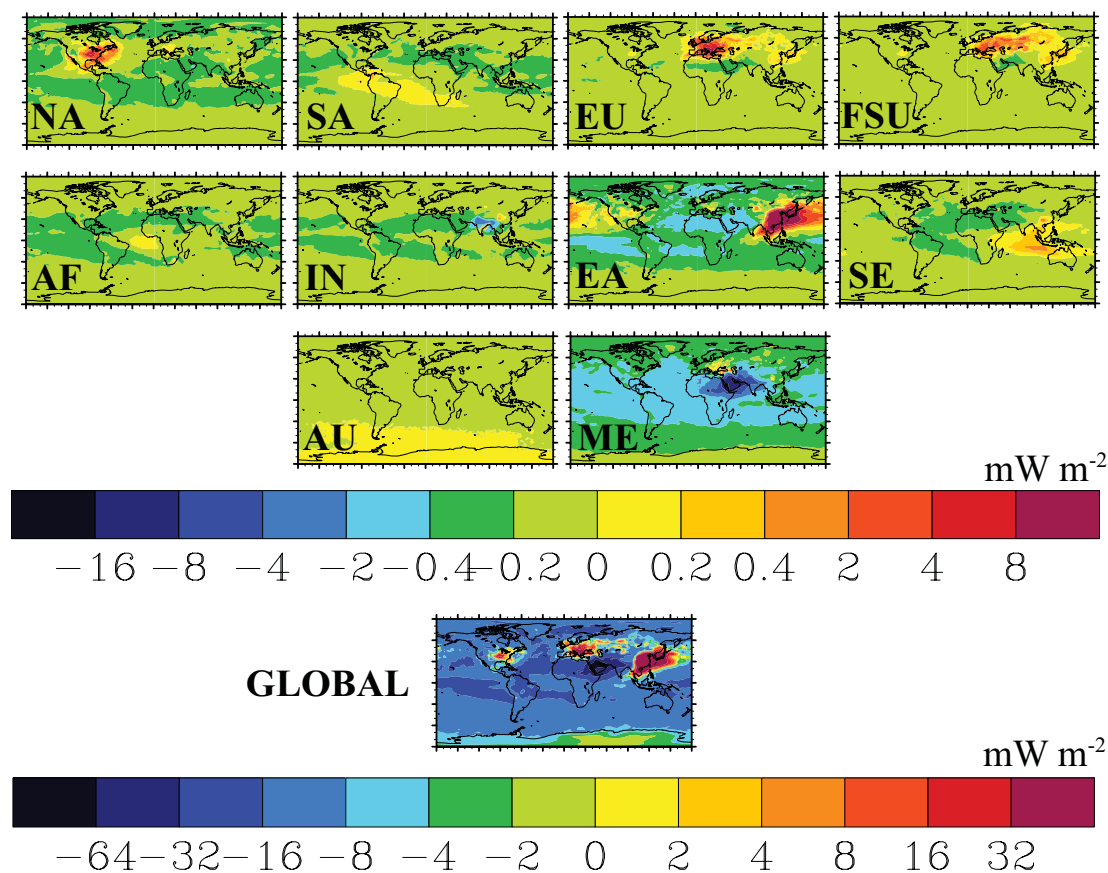 NA SA EU FSU
AF IN EA SE
AU ME
mW m-2
-16 -8 -4 -2 -0.4 -0.2 0 0.2 0.4 2 4 8
GLOBAL
mW m-2
-64 -32 -16 -8 -4 -2 0 2 4 8 16 32